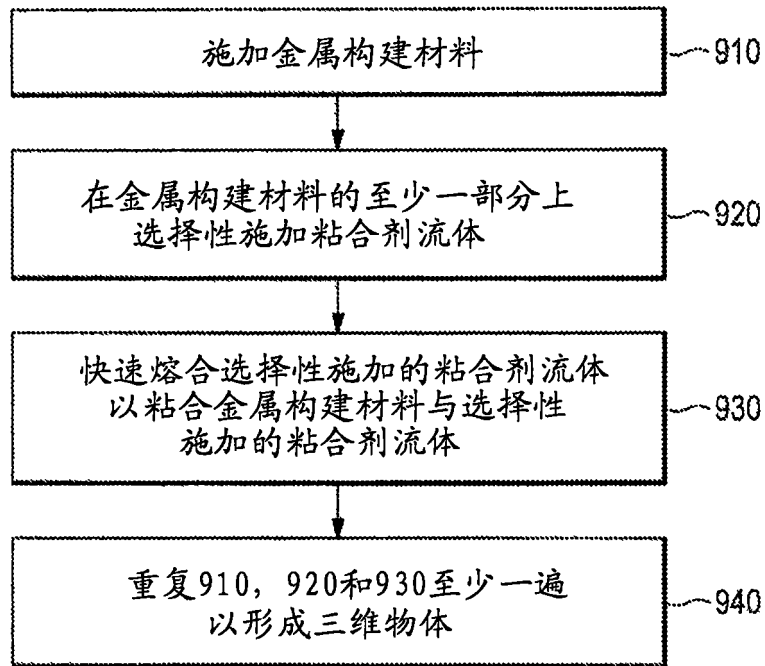 施加金属构建材料
910
在金属构建材料的至少一部分上
选择性施加粘合剂流体
920
快速熔合选择性施加的粘合剂流体
以粘合金属构建材料与选择性
施加的粘合剂流体
930
重复910，920和930至少一遍
以形成三维物体
940